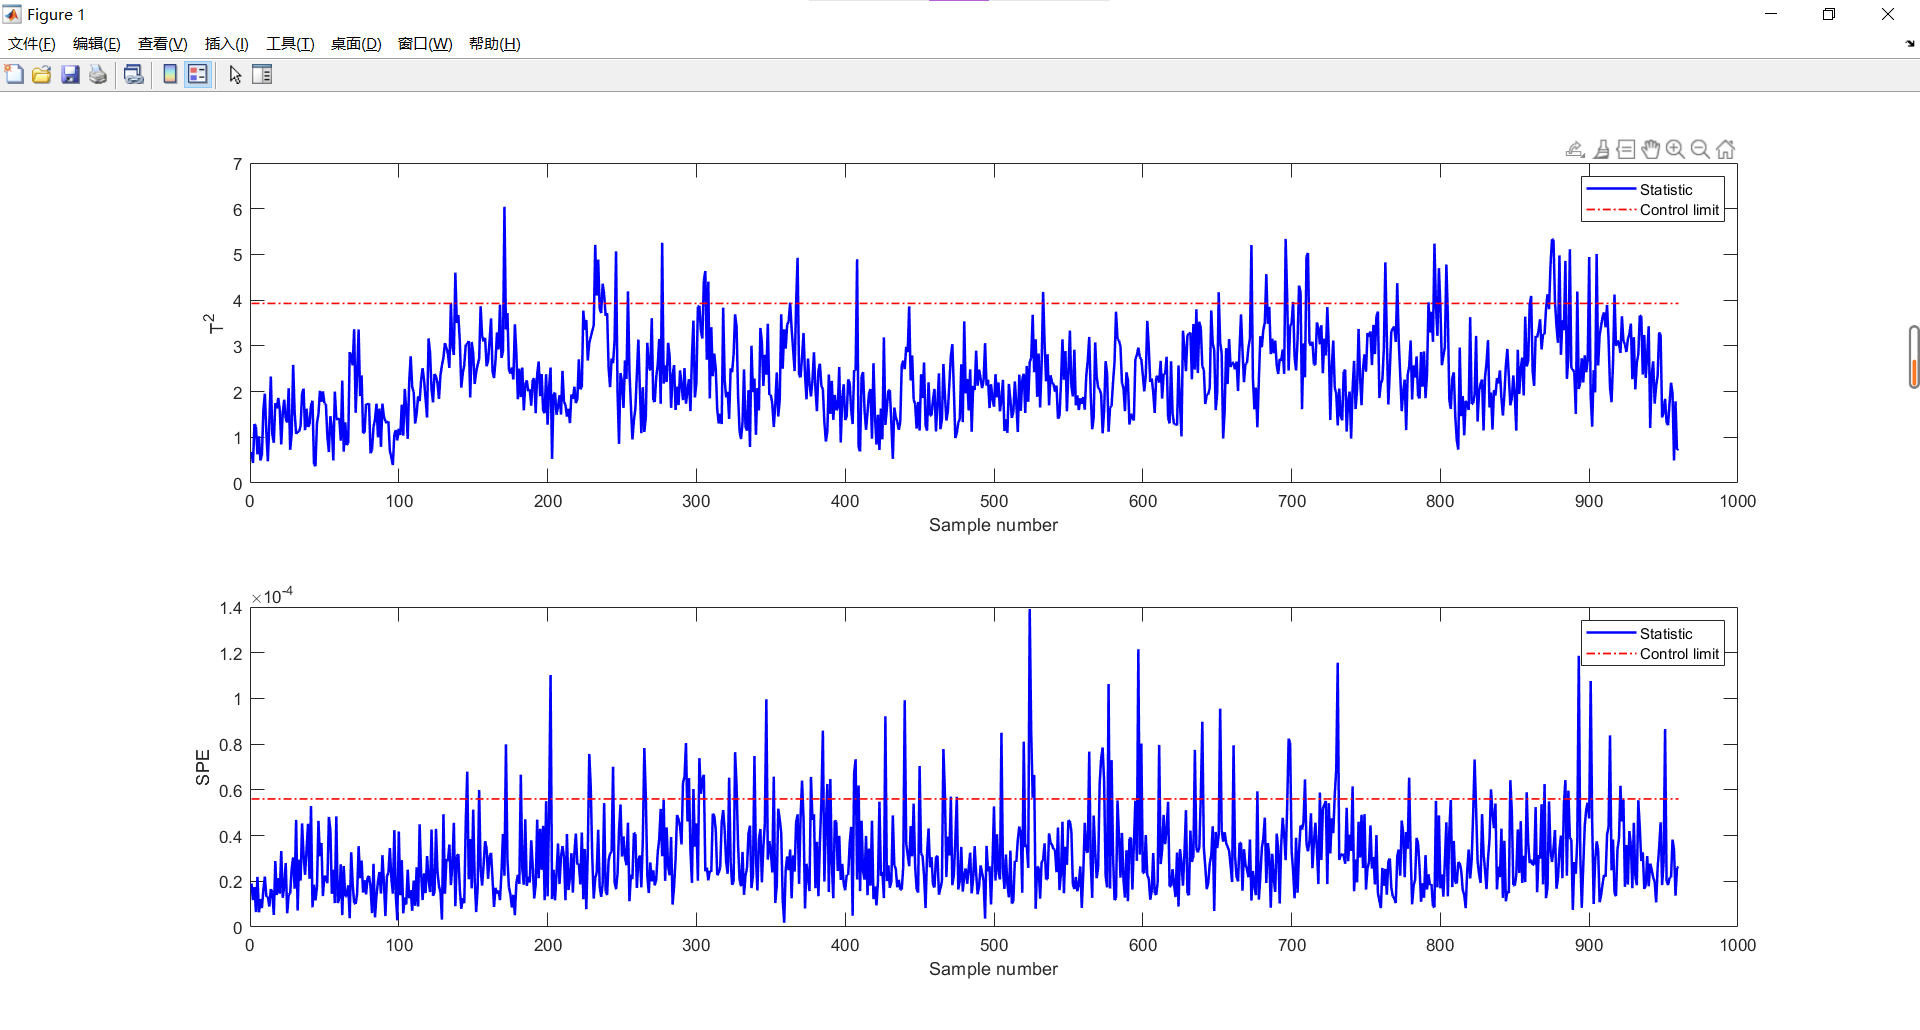 Figure 1
文件(F) 编辑(E) 查看(V) 插入(I) 工具(T) 桌面(D) 窗口(W) 帮助(H)
7
6
5
4
3
2
1
0
T²
Statistic
Control limit
0 100 200 300 400 500 600 700 800 900 1000
Sample number
×10⁻⁴
1.4
1.2
1
0.8
0.6
0.4
0.2
0
SPE
Statistic
Control limit
0 100 200 300 400 500 600 700 800 900 1000
Sample number